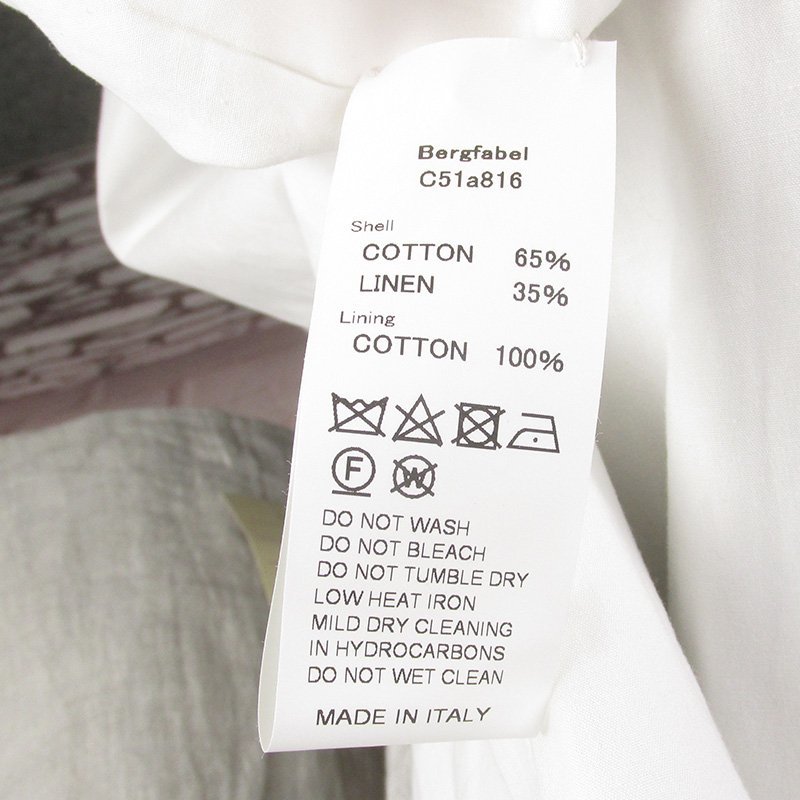 Bergfabel
C51a816
Shell
COTTON 65%
LINEN 35%
Lining
COTTON 100%
F W
DO NOT WASH
DO NOT BLEACH
DO NOT TUMBLE DRY
LOW HEAT IRON
MILD DRY CLEANING
IN HYDROCARBONS
DO NOT WET CLEAN
MADE IN ITALY